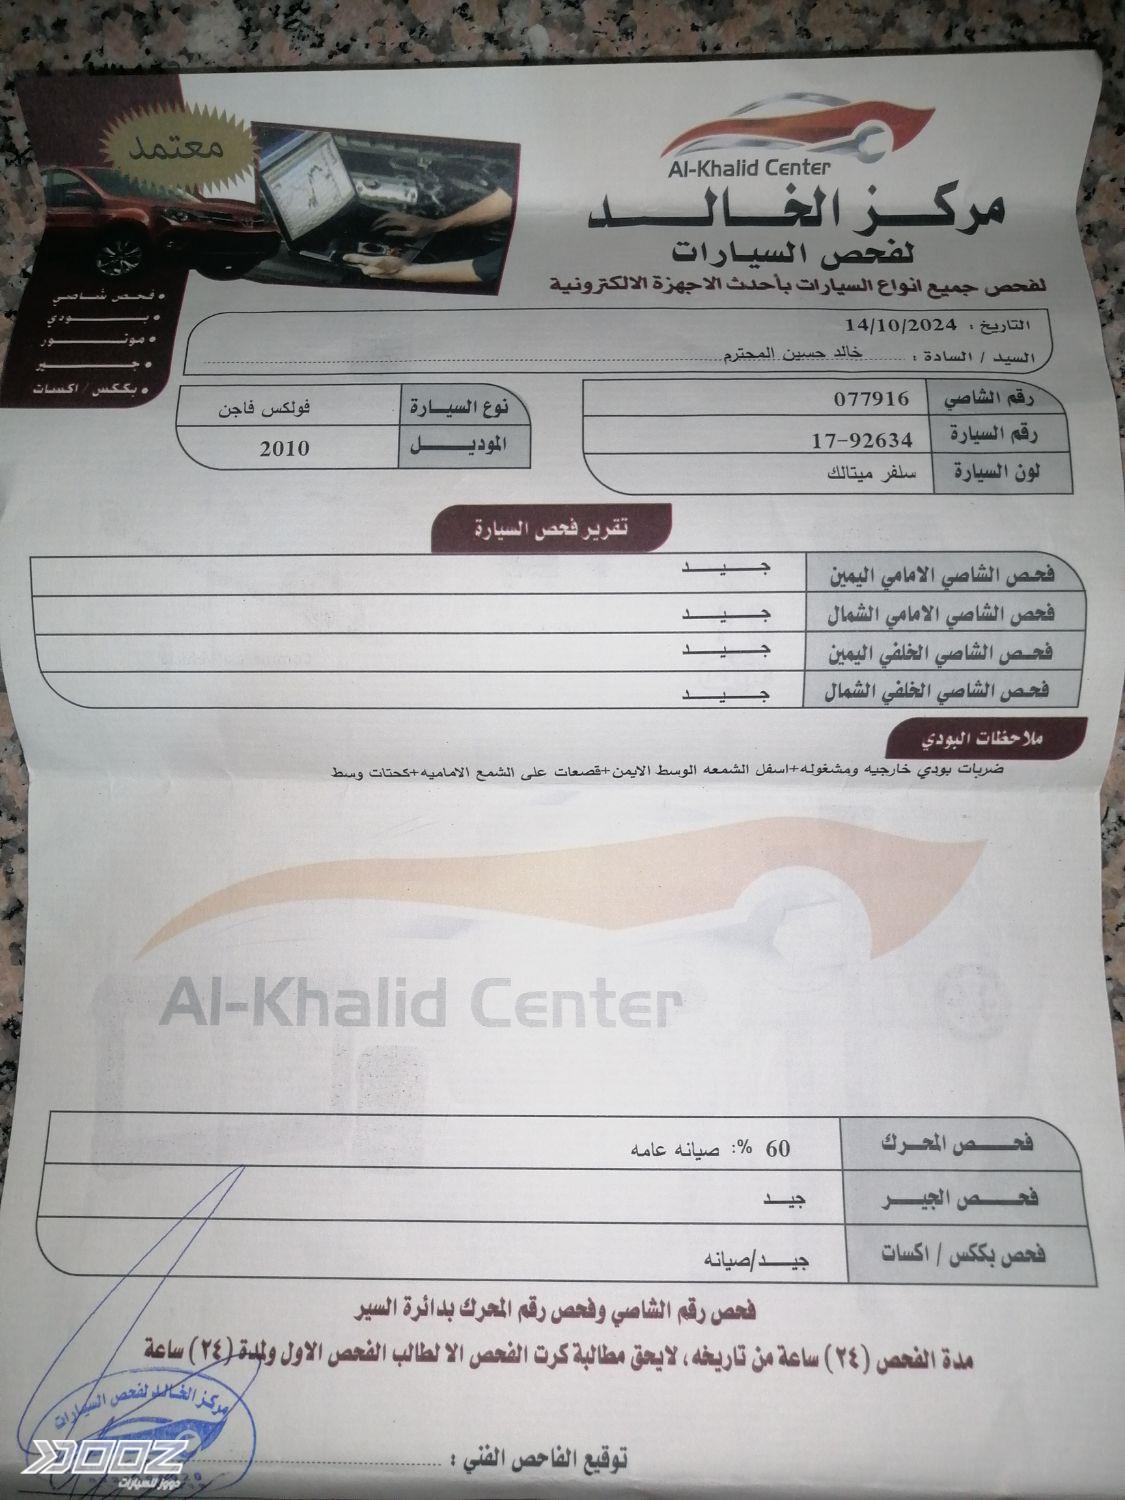 معتمد
Al-Khalid Center
مركز الخالد
لفحص السيارات
لفحص جميع انواع السيارات بأحدث الاجهزة الالكترونية
• فحص شاصي
• بودي
• موتور
• جير
• بككس / اكسات
التاريخ : 14/10/2024
السيد / السادة : خالد حسين المحترم
رقم الشاصي 077916
رقم السيارة 17-92634
لون السيارة سلفر ميتالك
نوع السيارة فولكس فاجن
الموديل 2010
تقرير فحص السيارة
فحص الشاصي الامامي اليمين جيد
فحص الشاصي الامامي الشمال جيد
فحص الشاصي الخلفي اليمين جيد
فحص الشاصي الخلفي الشمال جيد
ملاحظات البودي
ضربات بودي خارجيه ومشغوله+اسفل الشمعه الوسط الايمن+قصعات على الشمع الاماميه+كحتات وسط
Al-Khalid Center
فحص المحرك 60 %: صيانه عامه
فحص الجير جيد
فحص بككس / اكسات جيد/صيانه
فحص رقم الشاصي وفحص رقم المحرك بدائرة السير
مدة الفحص (٢٤) ساعة من تاريخه ، لايحق مطالبة كرت الفحص الا لطالب الفحص الاول ولمدة (٢٤) ساعة
توقيع الفاحص الفني :
مركز الخالد لفحص السيارات
DOOZ
دووز للسيارات